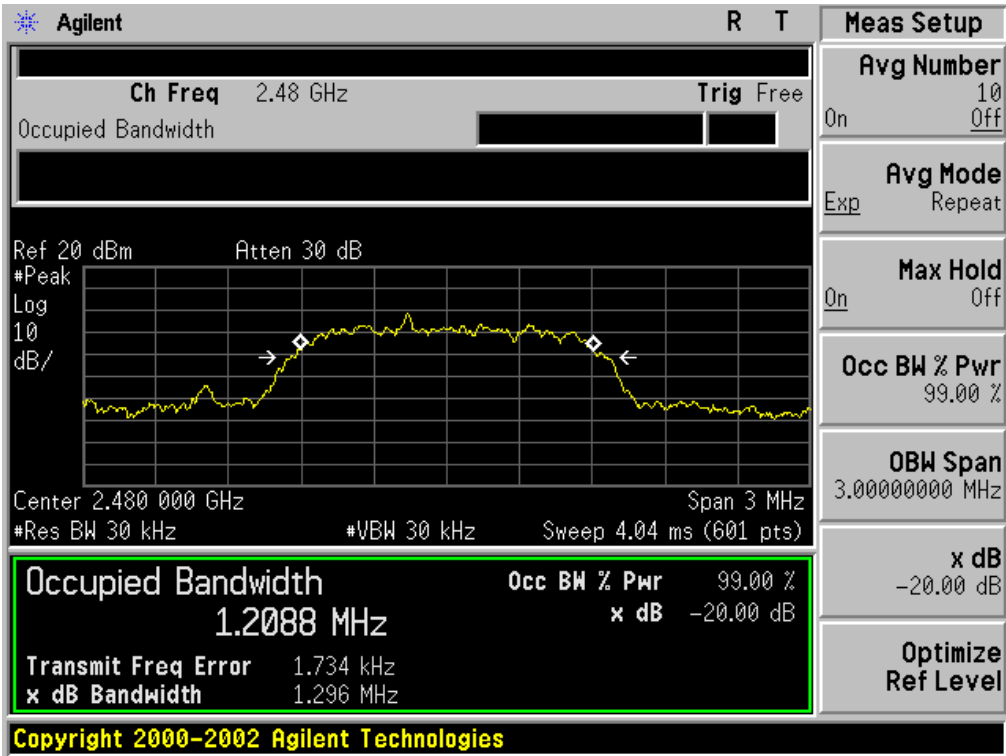 Agilent R T
Meas Setup
Ch Freq 2.48 GHz Trig Free
Occupied Bandwidth
Ref 20 dBm Atten 30 dB
#Peak
Log
10
dB/
Center 2.480 000 GHz Span 3 MHz
#Res BW 30 kHz #VBW 30 kHz Sweep 4.04 ms (601 pts)
Occupied Bandwidth Occ BW % Pwr 99.00 %
1.2088 MHz x dB -20.00 dB
Transmit Freq Error 1.734 kHz
x dB Bandwidth 1.296 MHz
Copyright 2000-2002 Agilent Technologies
Avg Number
10
On Off
Avg Mode
Exp Repeat
Max Hold
On Off
Occ BW % Pwr
99.00 %
OBW Span
3.00000000 MHz
x dB
-20.00 dB
Optimize
Ref Level